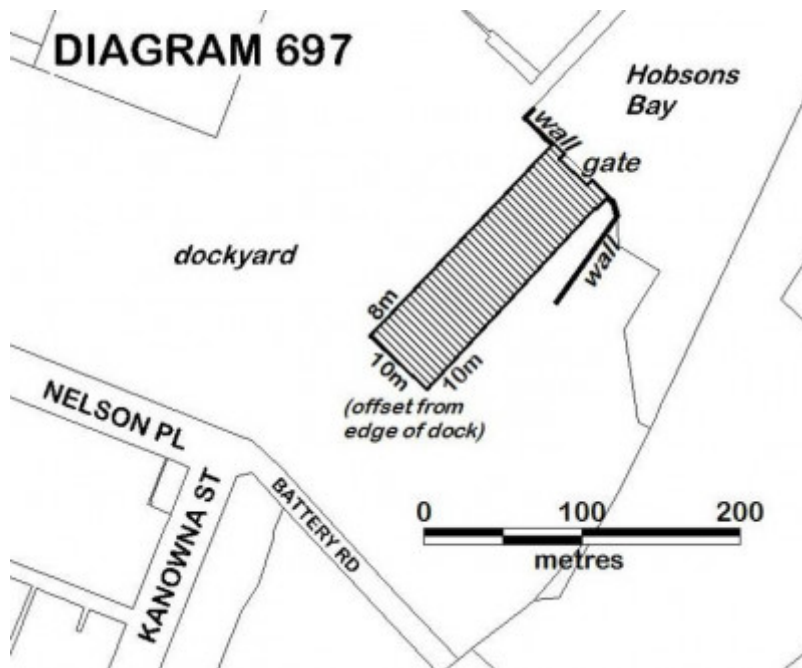 DIAGRAM 697
Hobsons
Bay
wall
gate
dockyard
wall
8m
10m
10m
(offset from
edge of dock)
NELSON PL
KANOWNA ST
BATTERY RD
0 100 200
metres